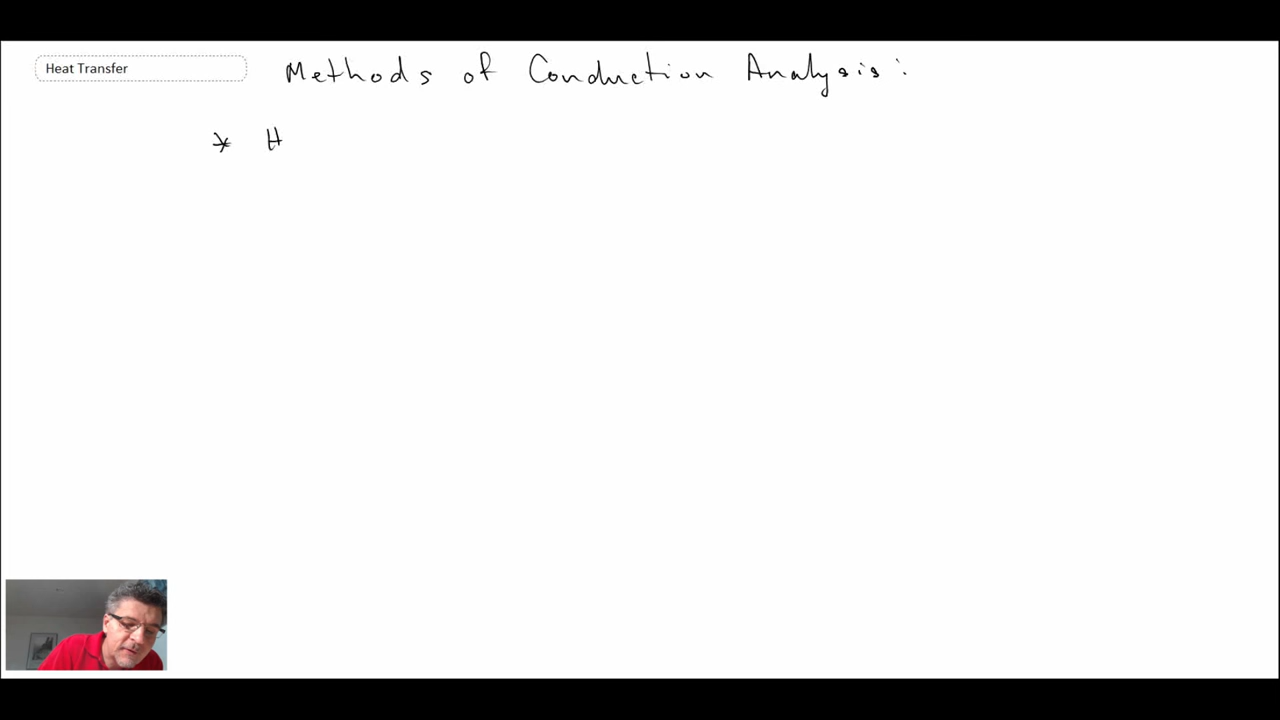 Heat Transfer
Methods of Conduction Analysis:
* H